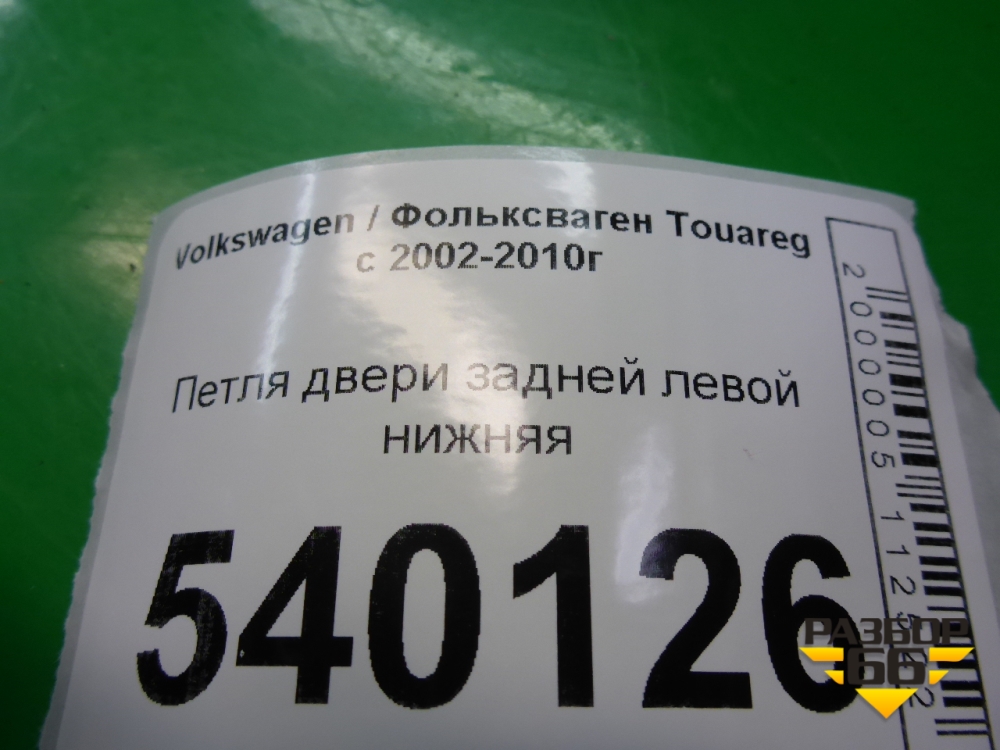 Volkswagen / Фольксваген Touareg
с 2002-2010г
Петля двери задней левой
нижняя
540126
РАЗБОР
66